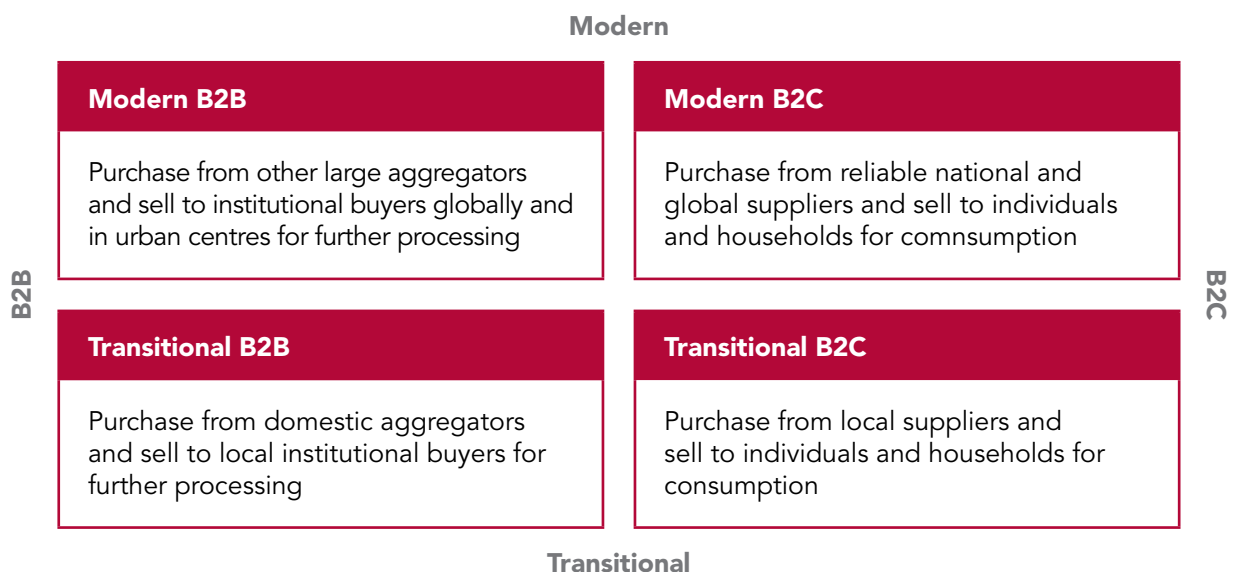 Modern
Modern B2B
Purchase from other large aggregators
and sell to institutional buyers globally and
in urban centres for further processing
Modern B2C
Purchase from reliable national and
global suppliers and sell to individuals
and households for comnsumption
B2B
B2C
Transitional B2B
Purchase from domestic aggregators
and sell to local institutional buyers for
further processing
Transitional B2C
Purchase from local suppliers and
sell to individuals and households for
consumption
Transitional